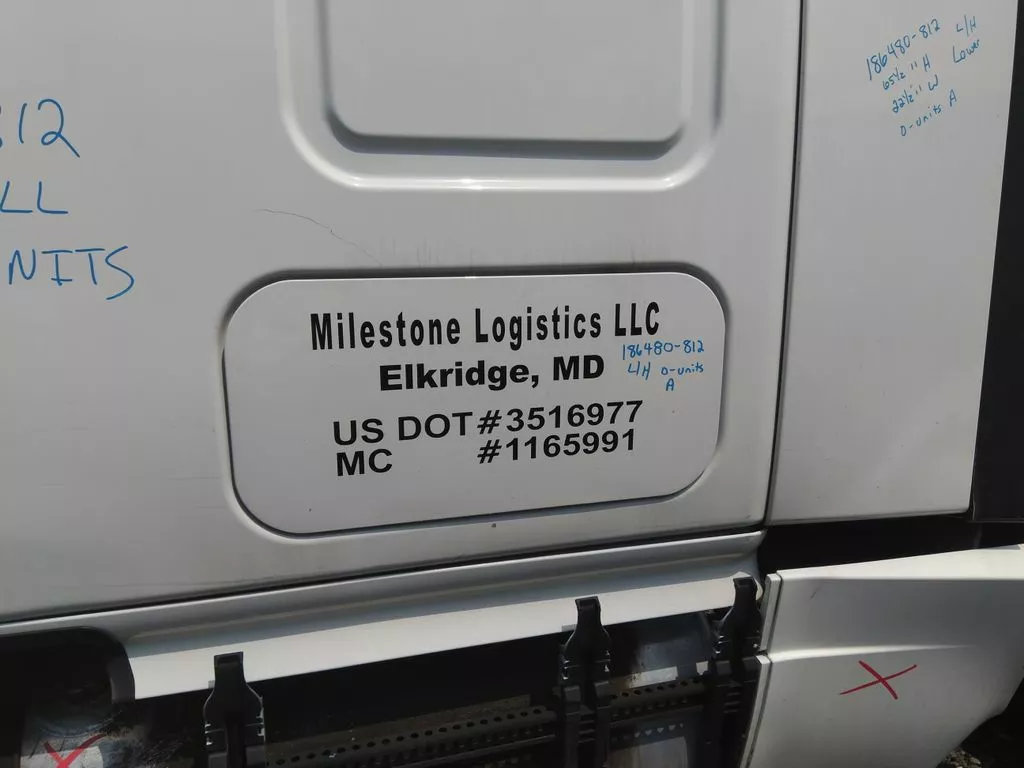 812
LL
NITS
186480-812 L/H
65½" H Lower
22½" W
0-units A
Milestone Logistics LLC
Elkridge, MD
186480-812
L/H 0-units
A
US DOT #3516977
MC #1165991